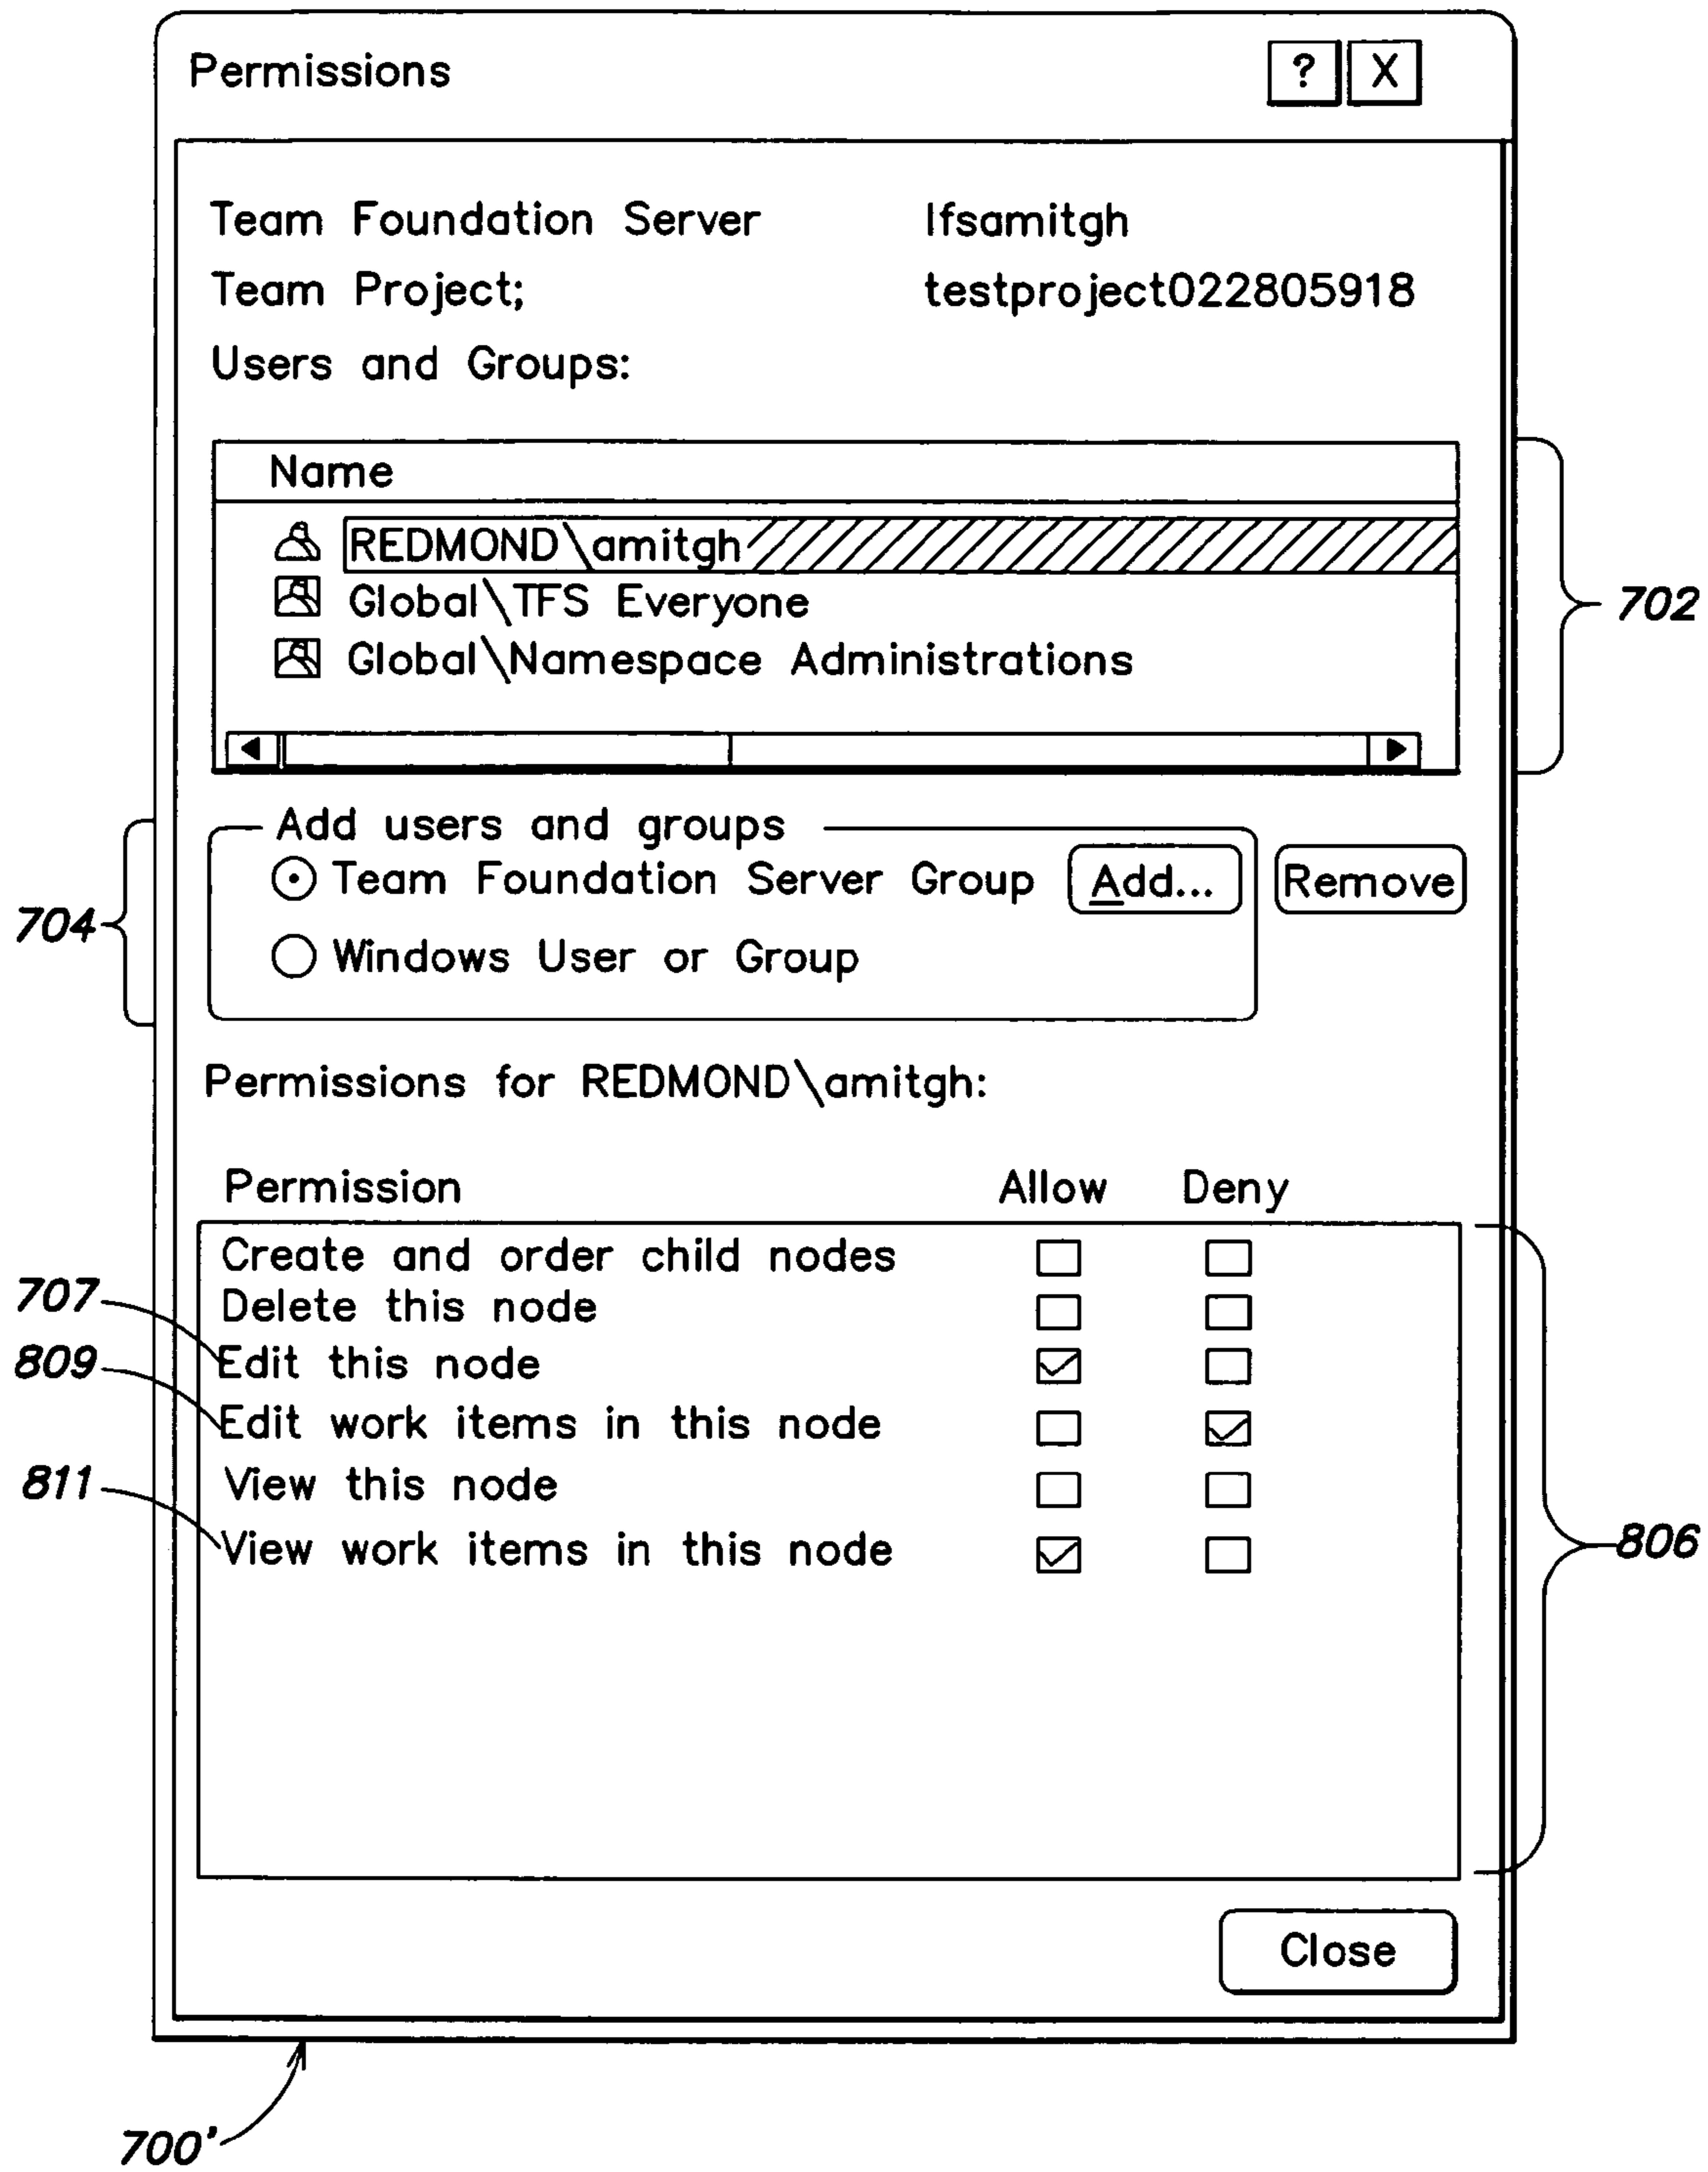 Permissions ? X
Team Foundation Server lfsamitgh
Team Project; testproject022805918
Users and Groups:
Name
REDMOND\amitgh
Global\TFS Everyone
702
Global\Namespace Administrations
Add users and groups
Team Foundation Server Group Add... Remove
704
Windows User or Group
Permissions for REDMOND\amitgh:
Permission Allow Deny
Create and order child nodes
707 Delete this node
809 Edit this node
Edit work items in this node
811 View this node
View work items in this node
806
Close
700'